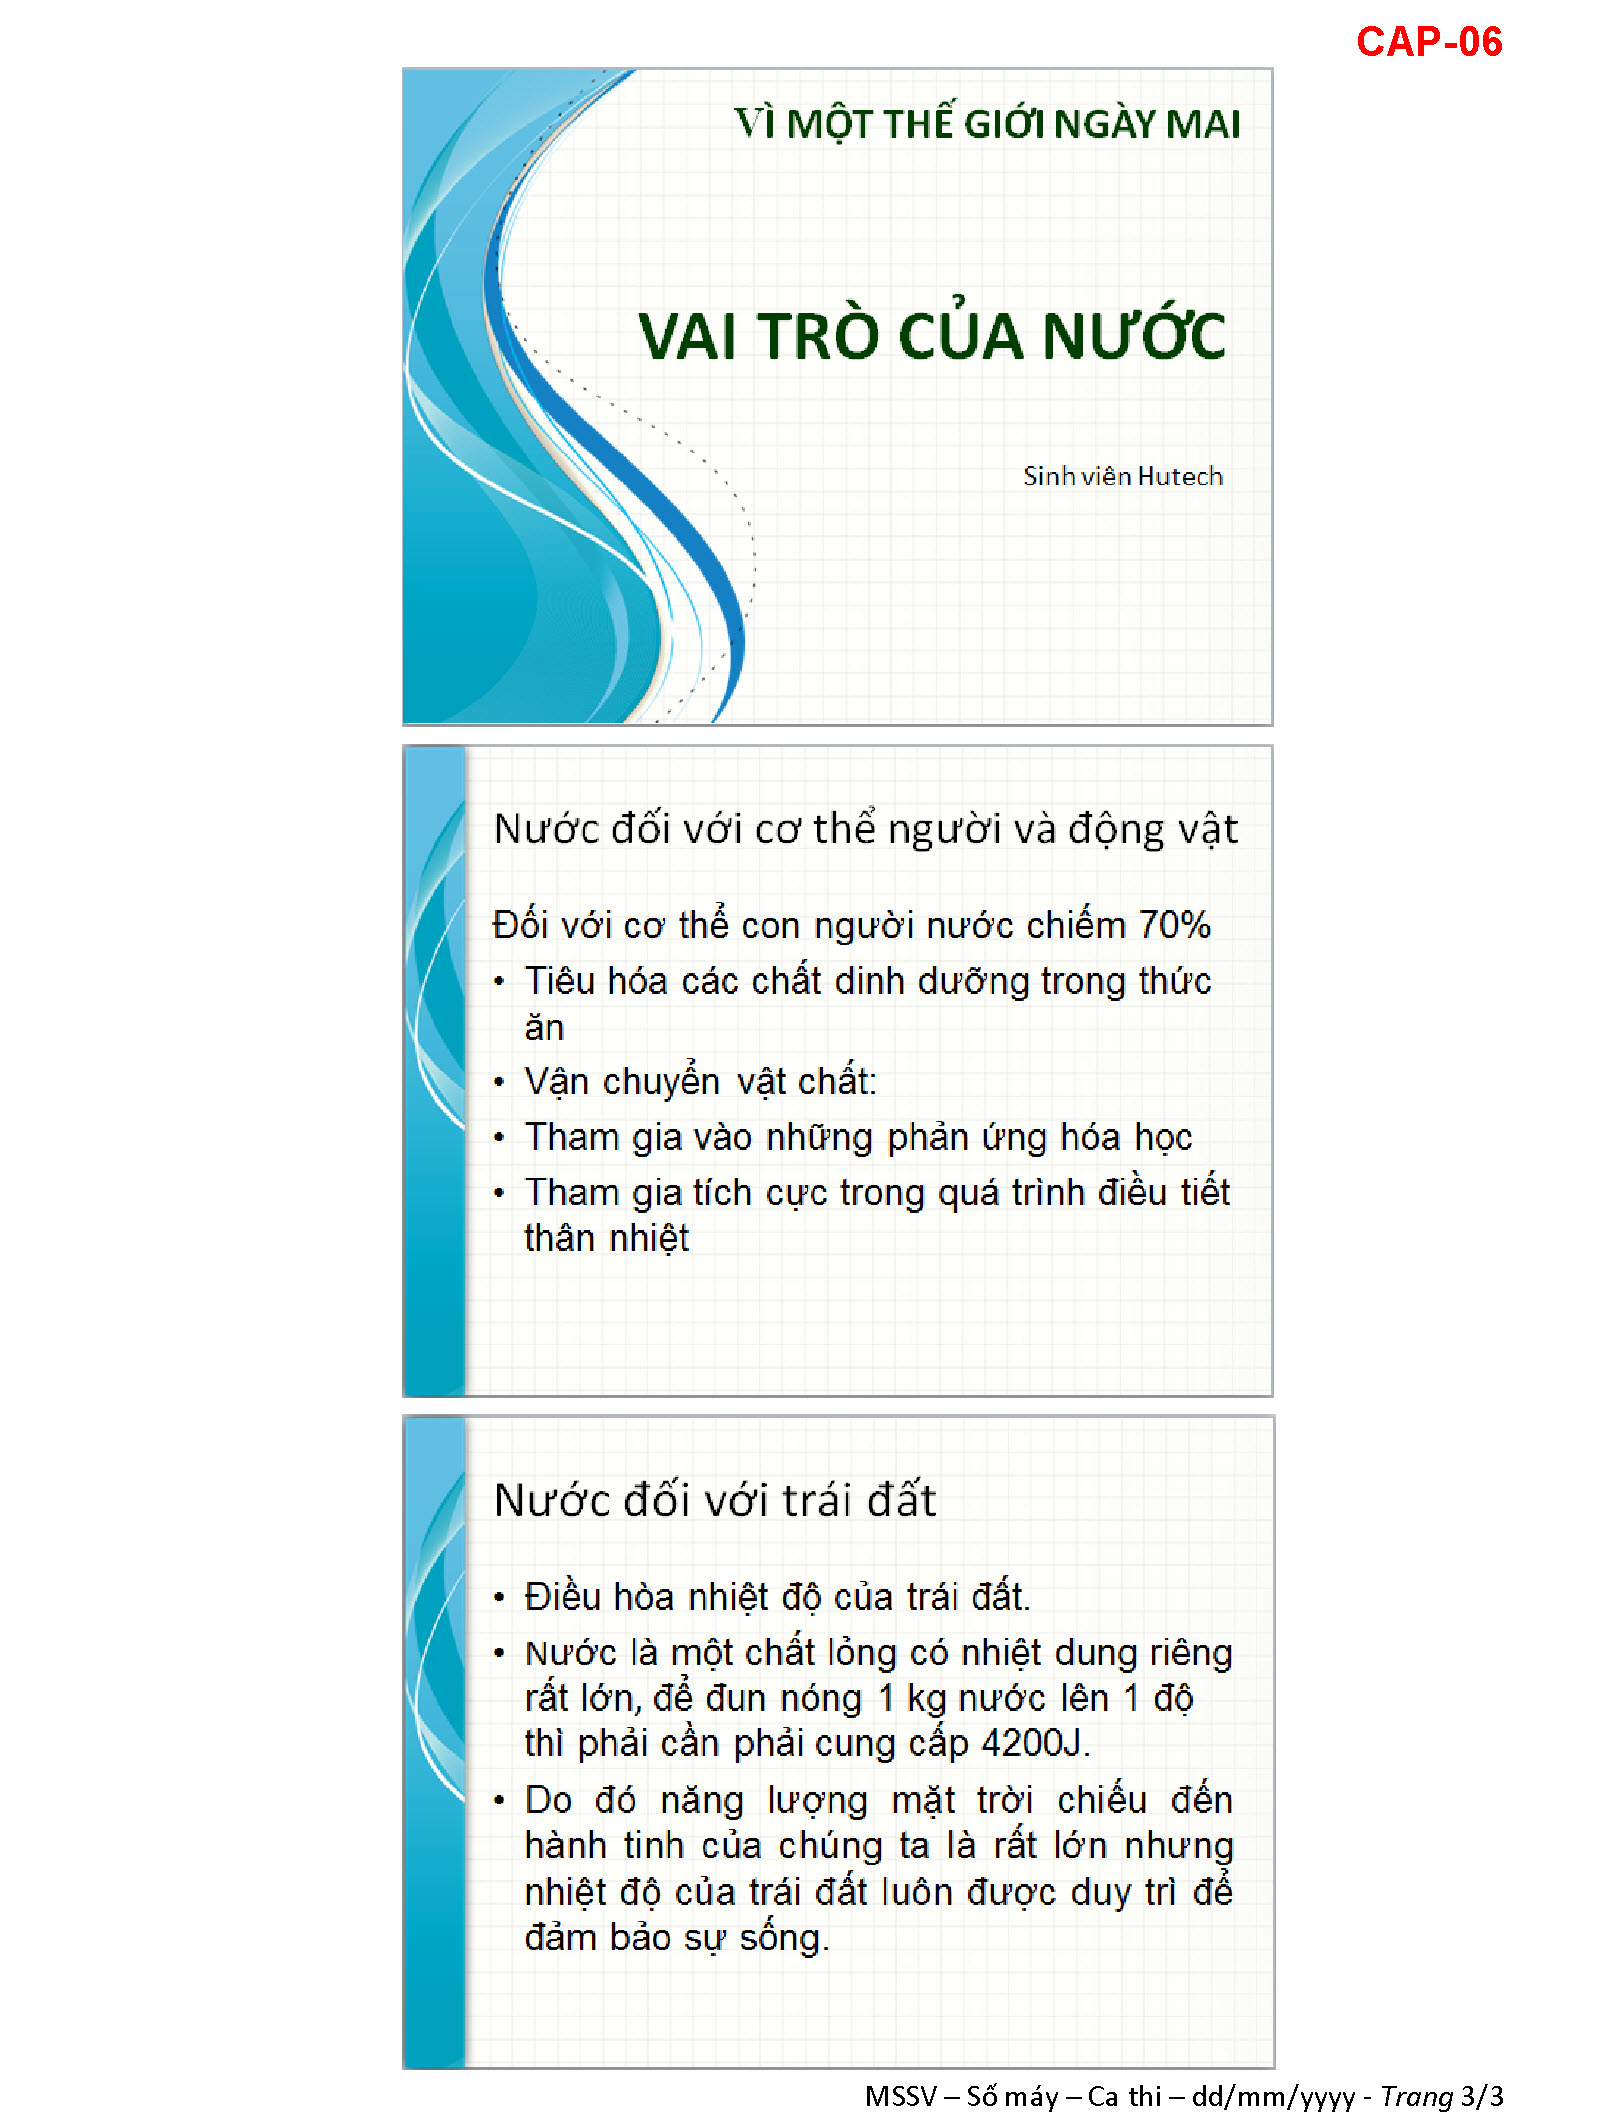 CAP-06
VÌ MỘT THẾ GIỚI NGÀY MAI
VAI TRÒ CỦA NƯỚC
Sinh viên Hutech
Nước đối với cơ thể người và động vật
Đối với cơ thể con người nước chiếm 70%
• Tiêu hóa các chất dinh dưỡng trong thức
ăn
• Vận chuyển vật chất:
• Tham gia vào những phản ứng hóa học
• Tham gia tích cực trong quá trình điều tiết
thân nhiệt
Nước đối với trái đất
• Điều hòa nhiệt độ của trái đất.
• Nước là một chất lỏng có nhiệt dung riêng
rất lớn, để đun nóng 1 kg nước lên 1 độ
thì phải cần phải cung cấp 4200J.
• Do đó năng lượng mặt trời chiếu đến
hành tinh của chúng ta là rất lớn nhưng
nhiệt độ của trái đất luôn được duy trì để
đảm bảo sự sống.
MSSV – Số máy – Ca thi – dd/mm/yyyy - Trang 3/3